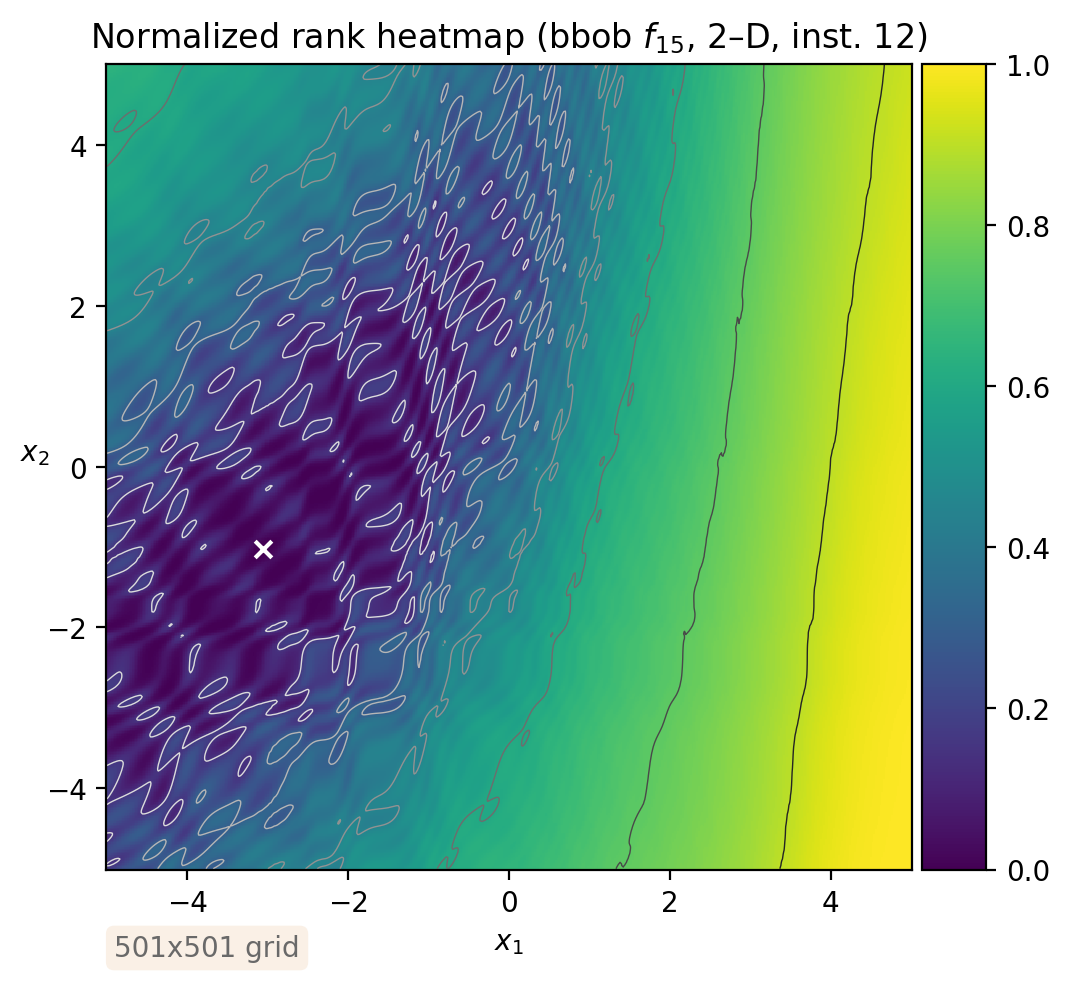 Normalized rank heatmap (bbob f15, 2–D, inst. 12)
1.0
4
0.8
2
0.6
x2
0
0.4
−2
0.2
−4
0.0
−4 −2 0 2 4
x1
501x501 grid